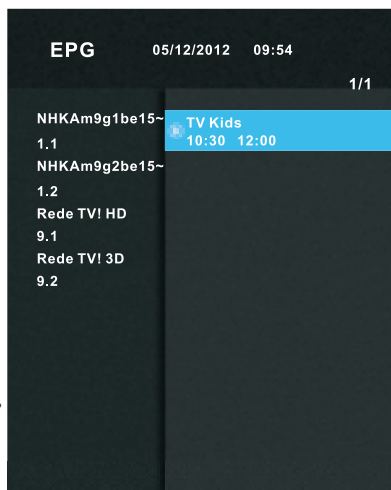 EPG 05/12/2012 09:54
1/1
NHKAm9g1be15~
1.1
NHKAm9g2be15~
1.2
Rede TV! HD
9.1
Rede TV! 3D
9.2
TV Kids
10:30 12:00